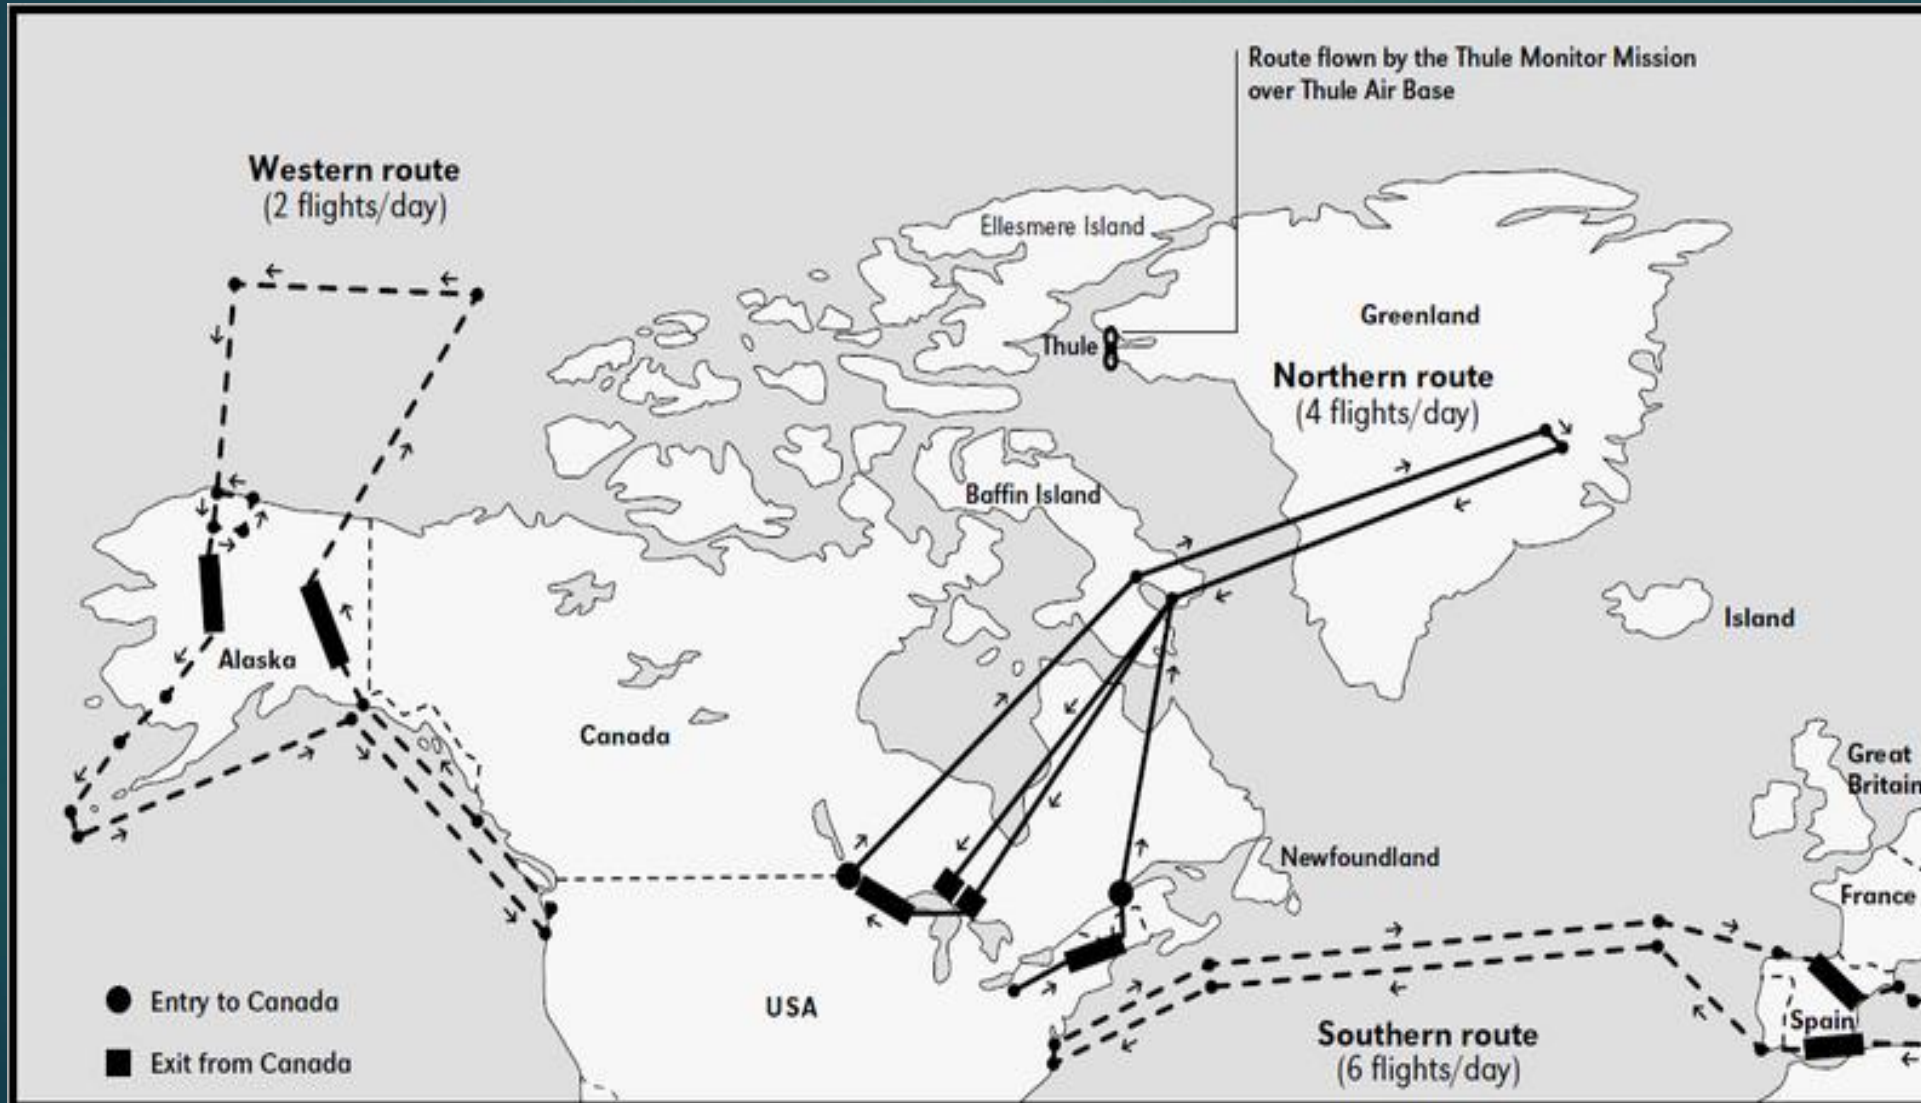 Route flown by the Thule Monitor Mission
over Thule Air Base
Western route
(2 flights/day)
Ellesmere Island
Greenland
Thule
Northern route
(4 flights/day)
Baffin Island
Island
Alaska
Canada
Great
Britain
Newfoundland
France
Entry to Canada
USA
Exit from Canada
Southern route
(6 flights/day)
Spain